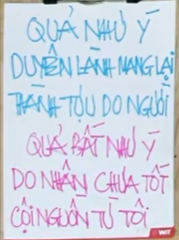 QUẢ NHƯ Ý
DUYÊN LÀNH MANG LẠI
THÀNH TỰU DO NGƯỜI
QUẢ BẤT NHƯ Ý
DO NHÂN CHƯA TỐT
CỘI NGUỒN TỪ TÔI